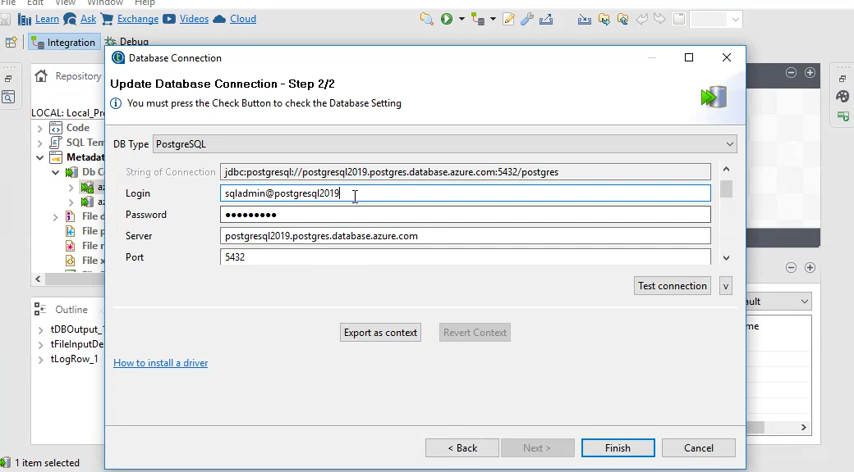 File Edit View Window Help
Learn Ask Exchange Videos Cloud
Integration Debug
Database Connection
Repository
Update Database Connection - Step 2/2
You must press the Check Button to check the Database Setting
LOCAL: Local_Pr
Code
SQL Tem
Metadat
Db C
az
az
File d
File p
File r
File x
DB Type PostgreSQL
String of Connection jdbc:postgresql://postgresql2019.postgres.database.azure.com:5432/postgres
Login sqladmin@postgresql2019
Password ●●●●●●●●●
Server postgresql2019.postgres.database.azure.com
Port 5432
Test connection v
Export as context Revert Context
How to install a driver
Outline
tDBOutput_1
tFileInputDe
tLogRow_1
ault
me
< Back Next > Finish Cancel
1 item selected